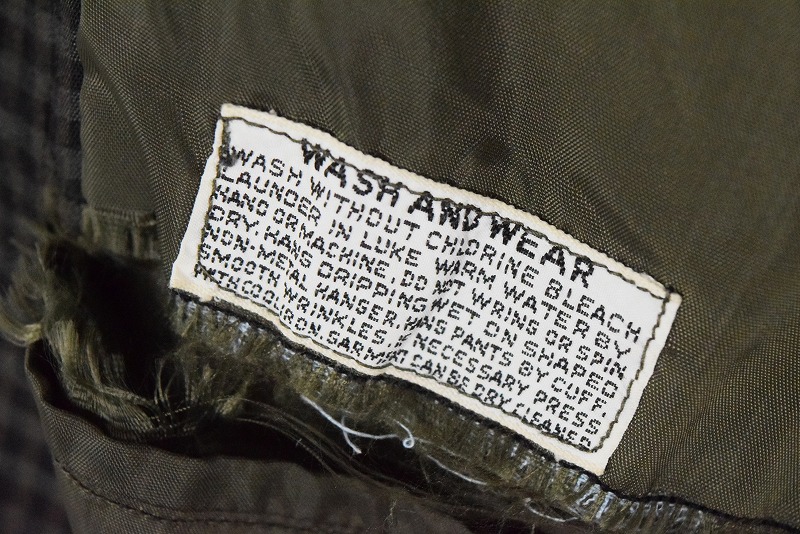 WASH AND WEAR
WASH WITHOUT CHLORINE BLEACH
LAUNDER IN LUKE WARM WATER BY
HAND OR MACHINE. DO NOT WRING OR SPIN
DRY. HANG DRIPPING WET ON SHAPED
NON-METAL HANGER. HANG PANTS BY CUFF.
SMOOTH WRINKLES. IF NECESSARY PRESS
GARMENT CAN BE DRY CLEANED